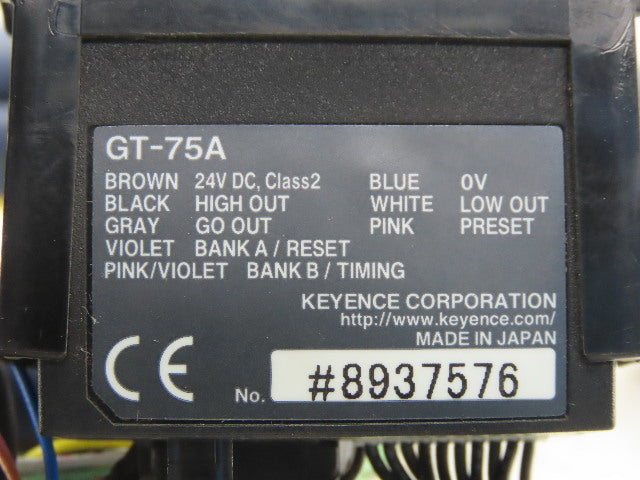 GT-75A
BROWN 24V DC, Class2 BLUE 0V
BLACK HIGH OUT WHITE LOW OUT
GRAY GO OUT PINK PRESET
VIOLET BANK A / RESET
PINK/VIOLET BANK B / TIMING
KEYENCE CORPORATION
http://www.keyence.com/
MADE IN JAPAN
CE No. #8937576